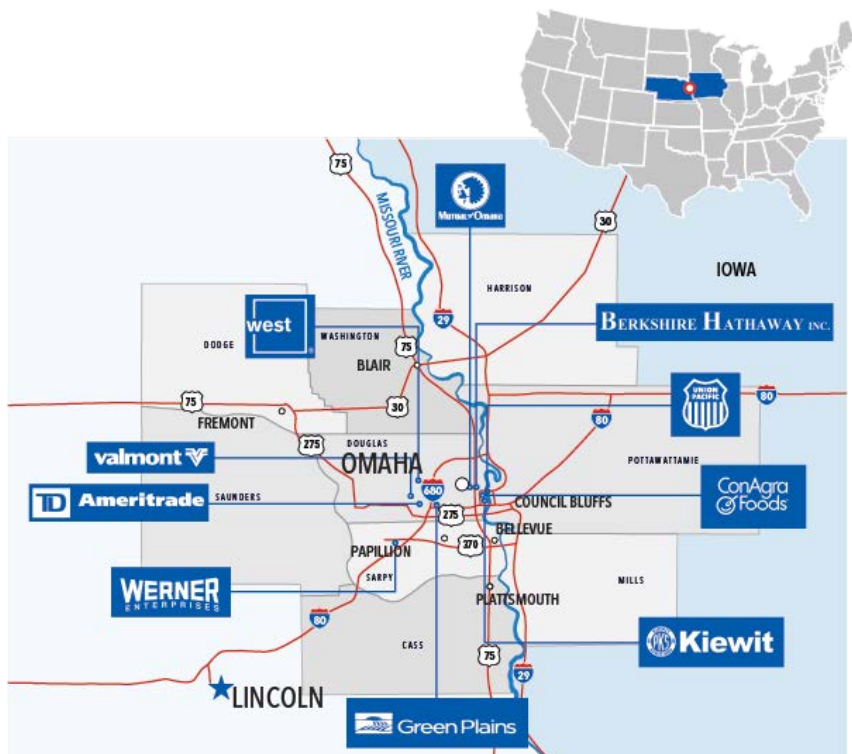 75
MISSOURI RIVER
MUTUAL of OMAHA
30
IOWA
HARRISON
29
west
WASHINGTON
DODGE
75
BLAIR
BERKSHIRE HATHAWAY INC.
UNION
PACIFIC
80
75
30
FREMONT
80
275
DOUGLAS
OMAHA
POTTAWATTAMIE
valmont
680
TD Ameritrade
SAUNDERS
COUNCIL BLUFFS
ConAgra
Foods
275
BELLEVUE
370
PAPILLION
SARPY
WERNER
ENTERPRISES
MILLS
PLATTSMOUTH
80
CASS
PKS
Kiewit
75
29
LINCOLN
Green Plains